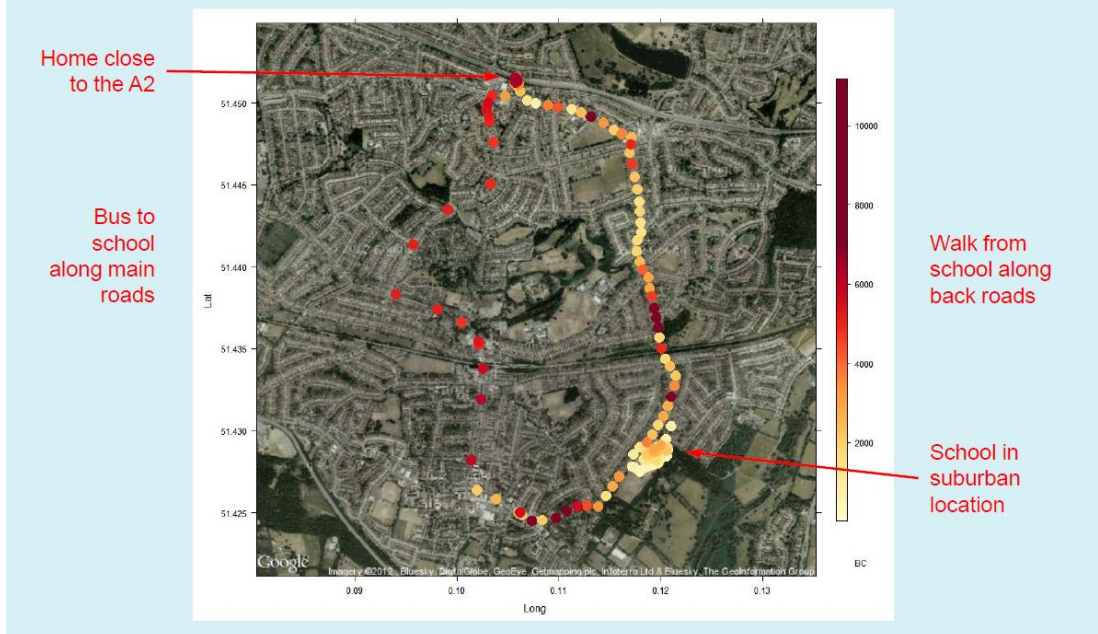 Home close
to the A2
Bus to
school
along main
roads
Walk from
school along
back roads
School in
suburban
location
51.450
51.445
51.440
51.435
51.430
51.425
Lat
0.09
0.10
0.11
0.12
0.13
Long
10000
8000
6000
4000
2000
BC
Google
Imagery ©2012 , Bluesky, DigitalGlobe, GeoEye, Getmapping plc, Infoterra Ltd & Bluesky, The GeoInformation Group